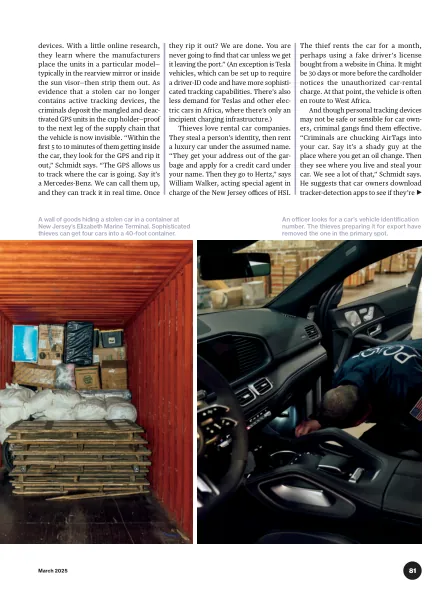 devices. With a little online research,
they learn where the manufacturers
place the units in a particular model—
typically in the rearview mirror or inside
the sun visor—then strip them out. As
evidence that a stolen car no longer
contains active tracking devices, the
criminals deposit the mangled and deac-
tivated GPS units in the cup holder—proof
to the next leg of the supply chain that
the vehicle is now invisible. “Within the
first 5 to 10 minutes of them getting inside
the car, they look for the GPS and rip it
out,” Schmidt says. “The GPS allows us
to track where the car is going. Say it’s
a Mercedes-Benz. We can call them up,
and they can track it in real time. Once
they rip it out? We are done. You are
never going to find that car unless we get
it leaving the port.” (An exception is Tesla
vehicles, which can be set up to require
a driver-ID code and have more sophisti-
cated tracking capabilities. There’s also
less demand for Teslas and other elec-
tric cars in Africa, where there’s only an
incipient charging infrastructure.)
Thieves love rental car companies.
They steal a person’s identity, then rent
a luxury car under the assumed name.
“They get your address out of the gar-
bage and apply for a credit card under
your name. Then they go to Hertz,” says
William Walker, acting special agent in
charge of the New Jersey offices of HSI.
The thief rents the car for a month,
perhaps using a fake driver’s license
bought from a website in China. It might
be 30 days or more before the cardholder
notices the unauthorized car-rental
charge. At that point, the vehicle is often
en route to West Africa.
And though personal tracking devices
may not be safe or sensible for car own-
ers, criminal gangs find them effective.
“Criminals are chucking AirTags into
your car. Say it’s a shady guy at the
place where you get an oil change. Then
they see where you live and steal your
car. We see a lot of that,” Schmidt says.
He suggests that car owners download
tracker-detection apps to see if they’re ▶
A wall of goods hiding a stolen car in a container at
New Jersey’s Elizabeth Marine Terminal. Sophisticated
thieves can get four cars into a 40-foot container.
An officer looks for a car’s vehicle identification
number. The thieves preparing it for export have
removed the one in the primary spot.
POLICE
March 2025
81